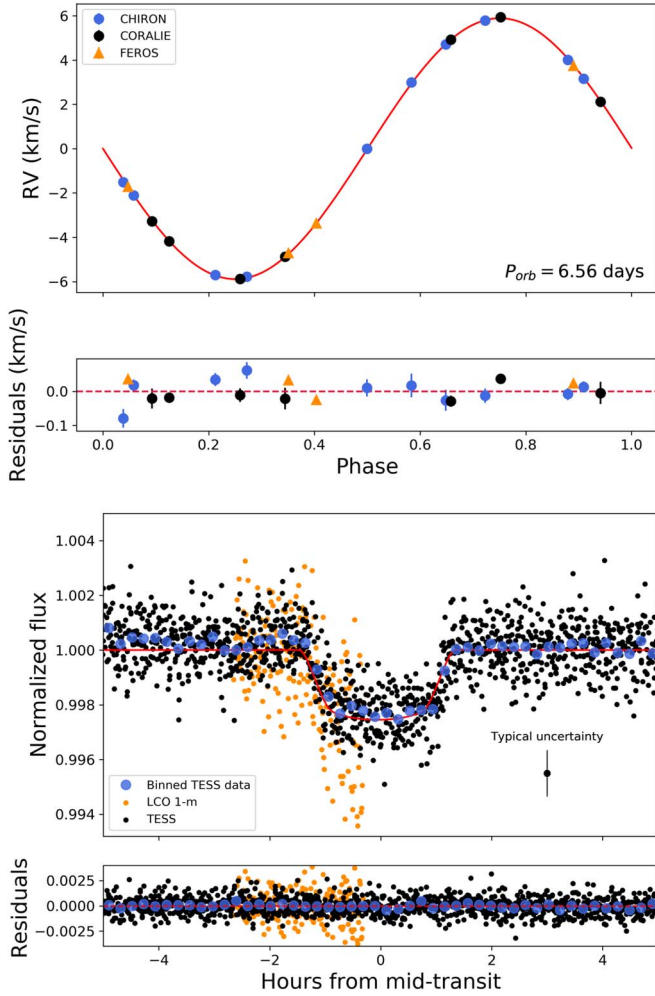 CHIRON
CORALIE
FEROS
6
4
2
0
−2
−4
−6
RV (km/s)
P_orb = 6.56 days
0.0
−0.1
Residuals (km/s)
0.0 0.2 0.4 0.6 0.8 1.0
Phase
1.004
1.002
1.000
0.998
0.996
0.994
Normalized flux
Typical uncertainty
Binned TESS data
LCO 1-m
TESS
0.0025
0.0000
−0.0025
Residuals
−4 −2 0 2 4
Hours from mid-transit